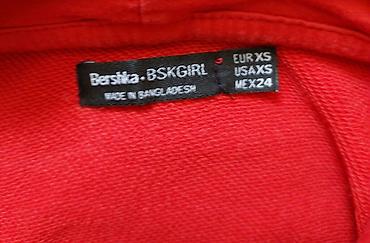 Bershka • BSKGIRL
MADE IN BANGLADESH
EUR XS
USA XS
MEX 24